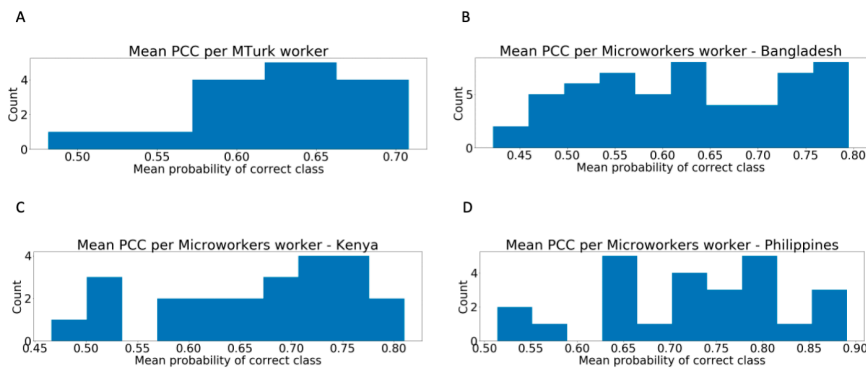 A
Mean PCC per MTurk worker
Count
4
2
0
0.50 0.55 0.60 0.65 0.70
Mean probability of correct class
B
Mean PCC per Microworkers worker - Bangladesh
Count
5
0
0.45 0.50 0.55 0.60 0.65 0.70 0.75 0.80
Mean probability of correct class
C
Mean PCC per Microworkers worker - Kenya
Count
4
2
0
0.45 0.50 0.55 0.60 0.65 0.70 0.75 0.80
Mean probability of correct class
D
Mean PCC per Microworkers worker - Philippines
Count
4
2
0
0.50 0.55 0.60 0.65 0.70 0.75 0.80 0.85 0.90
Mean probability of correct class